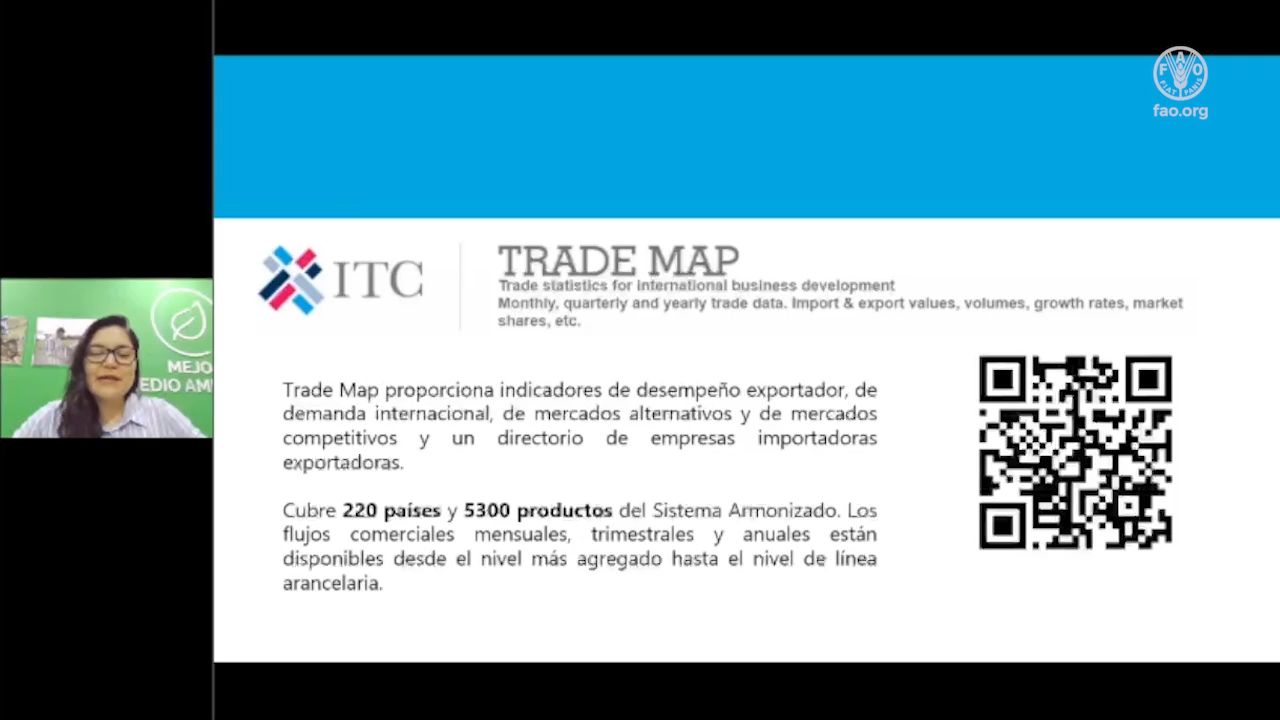 FAO
FIAT PANIS
fao.org
ITC
TRADE MAP
Trade statistics for international business development
Monthly, quarterly and yearly trade data. Import & export values, volumes, growth rates, market
shares, etc.
MEJO
EDIO AM
Trade Map proporciona indicadores de desempeño exportador, de
demanda internacional, de mercados alternativos y de mercados
competitivos y un directorio de empresas importadoras
exportadoras.
Cubre 220 países y 5300 productos del Sistema Armonizado. Los
flujos comerciales mensuales, trimestrales y anuales están
disponibles desde el nivel más agregado hasta el nivel de línea
arancelaria.